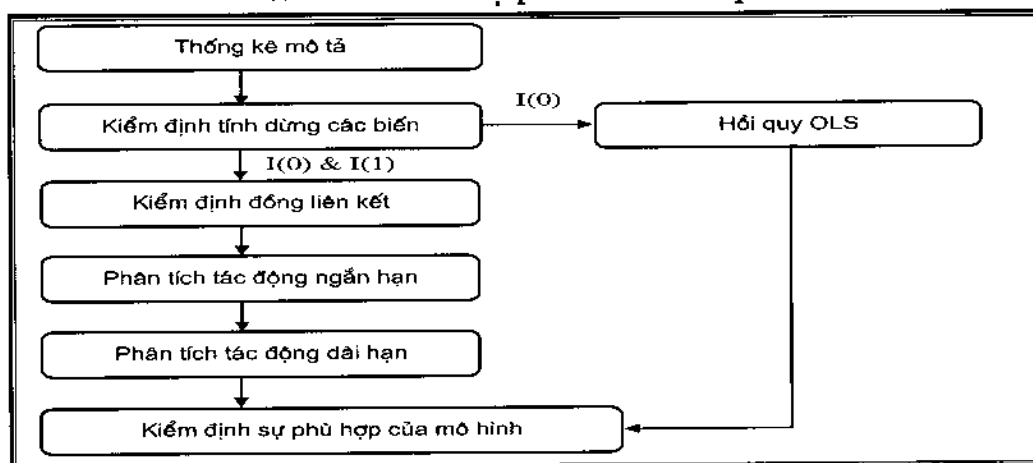 Thống kê mô tả
Kiểm định tính dừng các biến
I(0)
Hồi quy OLS
I(0) & I(1)
Kiểm định đồng liên kết
Phân tích tác động ngắn hạn
Phân tích tác động dài hạn
Kiểm định sự phù hợp của mô hình